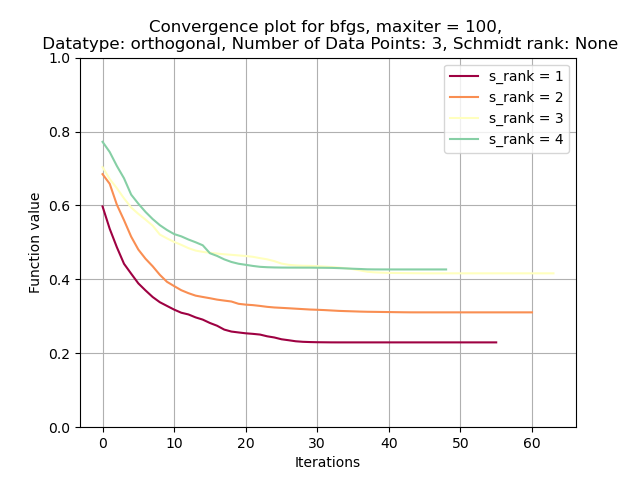 Convergence plot for bfgs, maxiter = 100,
Datatype: orthogonal, Number of Data Points: 3, Schmidt rank: None
1.0
0.8
0.6
0.4
0.2
0.0
Function value
s_rank = 1
s_rank = 2
s_rank = 3
s_rank = 4
0 10 20 30 40 50 60
Iterations